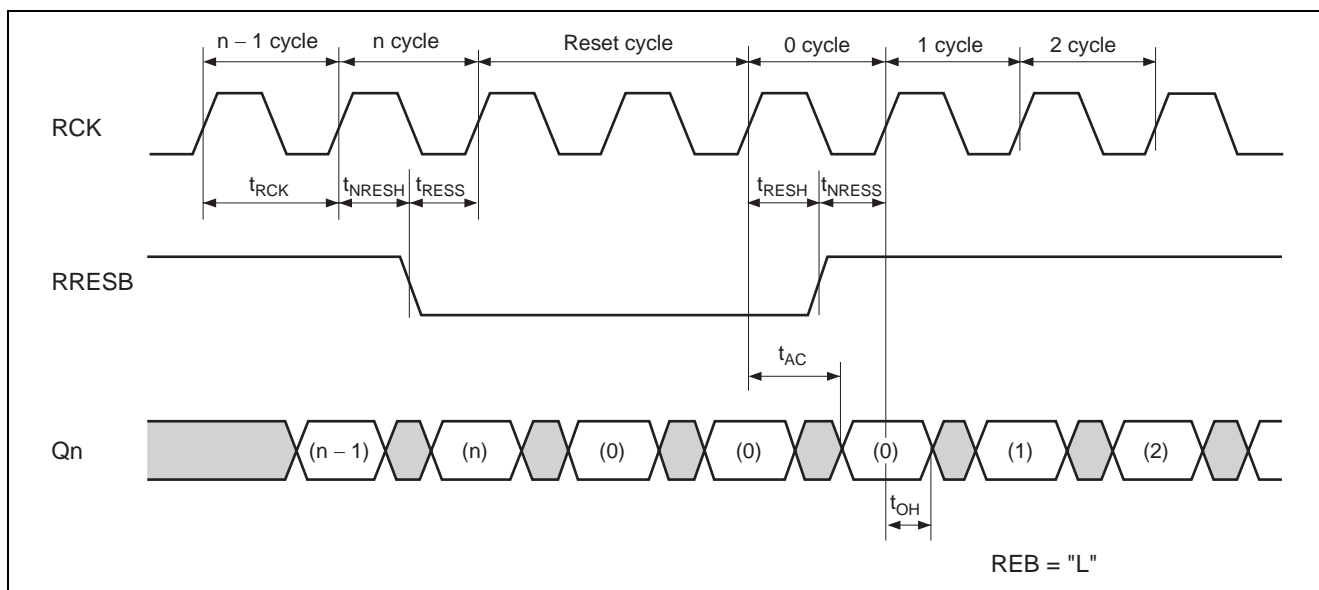 n – 1 cycle n cycle Reset cycle 0 cycle 1 cycle 2 cycle
RCK
tRCK tNRESH tRESS tRESH tNRESS
RRESB
tAC
Qn (n – 1) (n) (0) (0) (0) (1) (2)
tOH
REB = "L"